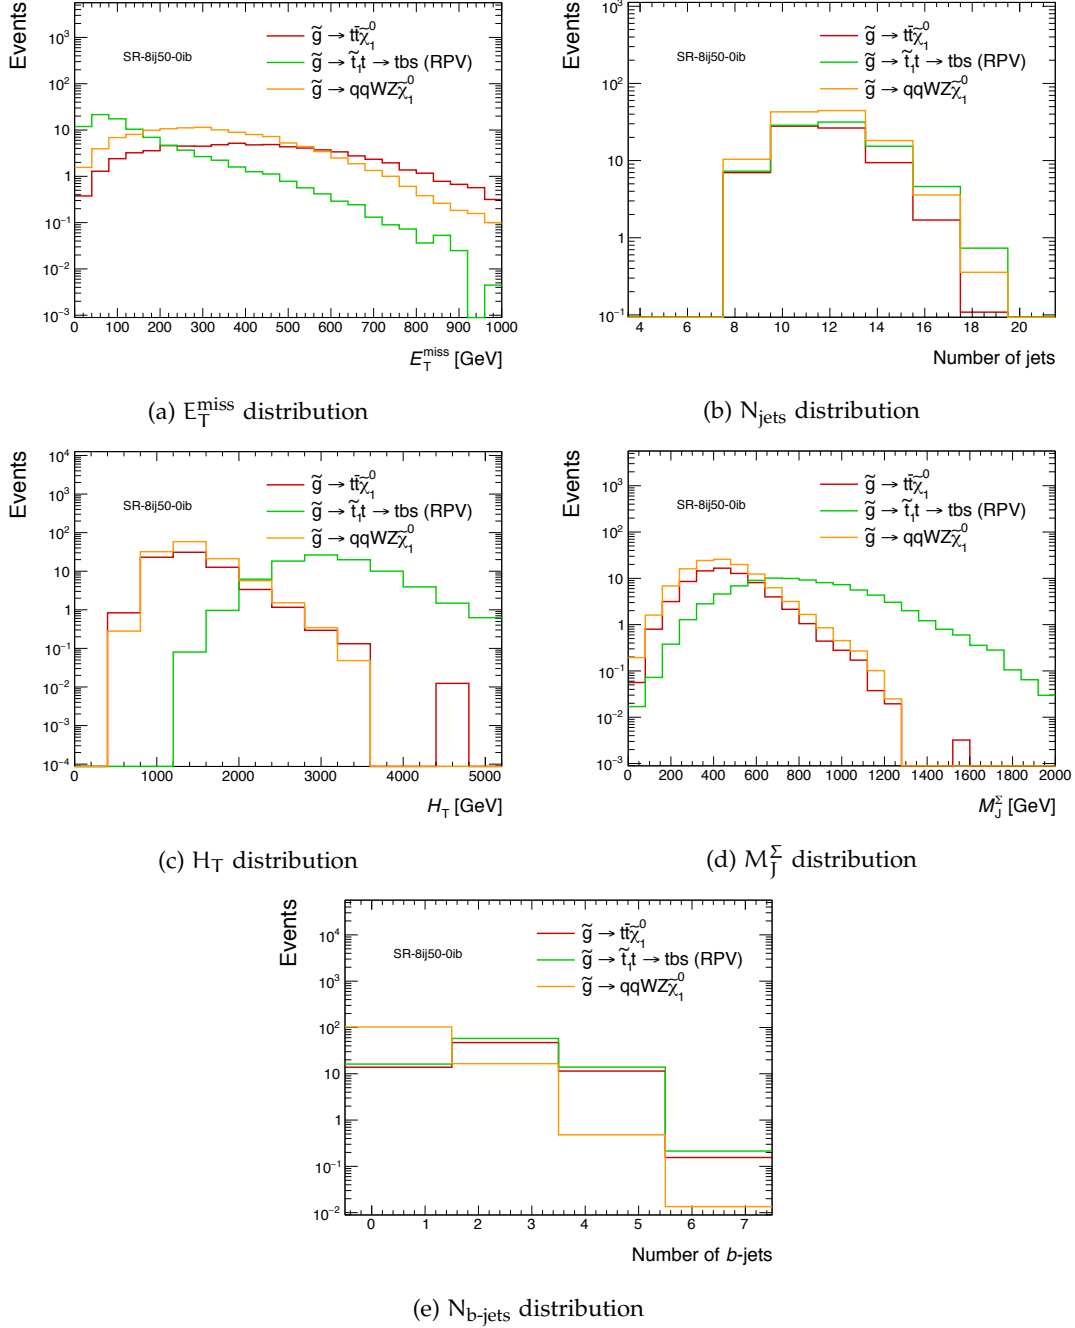 Events
10³
10²
10
1
10⁻¹
10⁻²
10⁻³
SR-8ij50-0ib
g̃ → tt̄χ̃₁⁰
g̃ → t̃₁t → tbs (RPV)
g̃ → qqWZχ̃₁⁰
0 100 200 300 400 500 600 700 800 900 1000
E_T^miss [GeV]
(a) E_T^miss distribution
Events
10³
10²
10
1
10⁻¹
SR-8ij50-0ib
g̃ → tt̄χ̃₁⁰
g̃ → t̃₁t → tbs (RPV)
g̃ → qqWZχ̃₁⁰
4 6 8 10 12 14 16 18 20
Number of jets
(b) N_jets distribution
Events
10⁴
10³
10²
10
1
10⁻¹
10⁻²
10⁻³
10⁻⁴
SR-8ij50-0ib
g̃ → tt̄χ̃₁⁰
g̃ → t̃₁t → tbs (RPV)
g̃ → qqWZχ̃₁⁰
0 1000 2000 3000 4000 5000
H_T [GeV]
(c) H_T distribution
Events
10³
10²
10
1
10⁻¹
10⁻²
10⁻³
SR-8ij50-0ib
g̃ → tt̄χ̃₁⁰
g̃ → t̃₁t → tbs (RPV)
g̃ → qqWZχ̃₁⁰
0 200 400 600 800 1000 1200 1400 1600 1800 2000
M_J^Σ [GeV]
(d) M_J^Σ distribution
Events
10⁴
10³
10²
10
1
10⁻¹
10⁻²
SR-8ij50-0ib
g̃ → tt̄χ̃₁⁰
g̃ → t̃₁t → tbs (RPV)
g̃ → qqWZχ̃₁⁰
0 1 2 3 4 5 6 7
Number of b-jets
(e) N_b-jets distribution